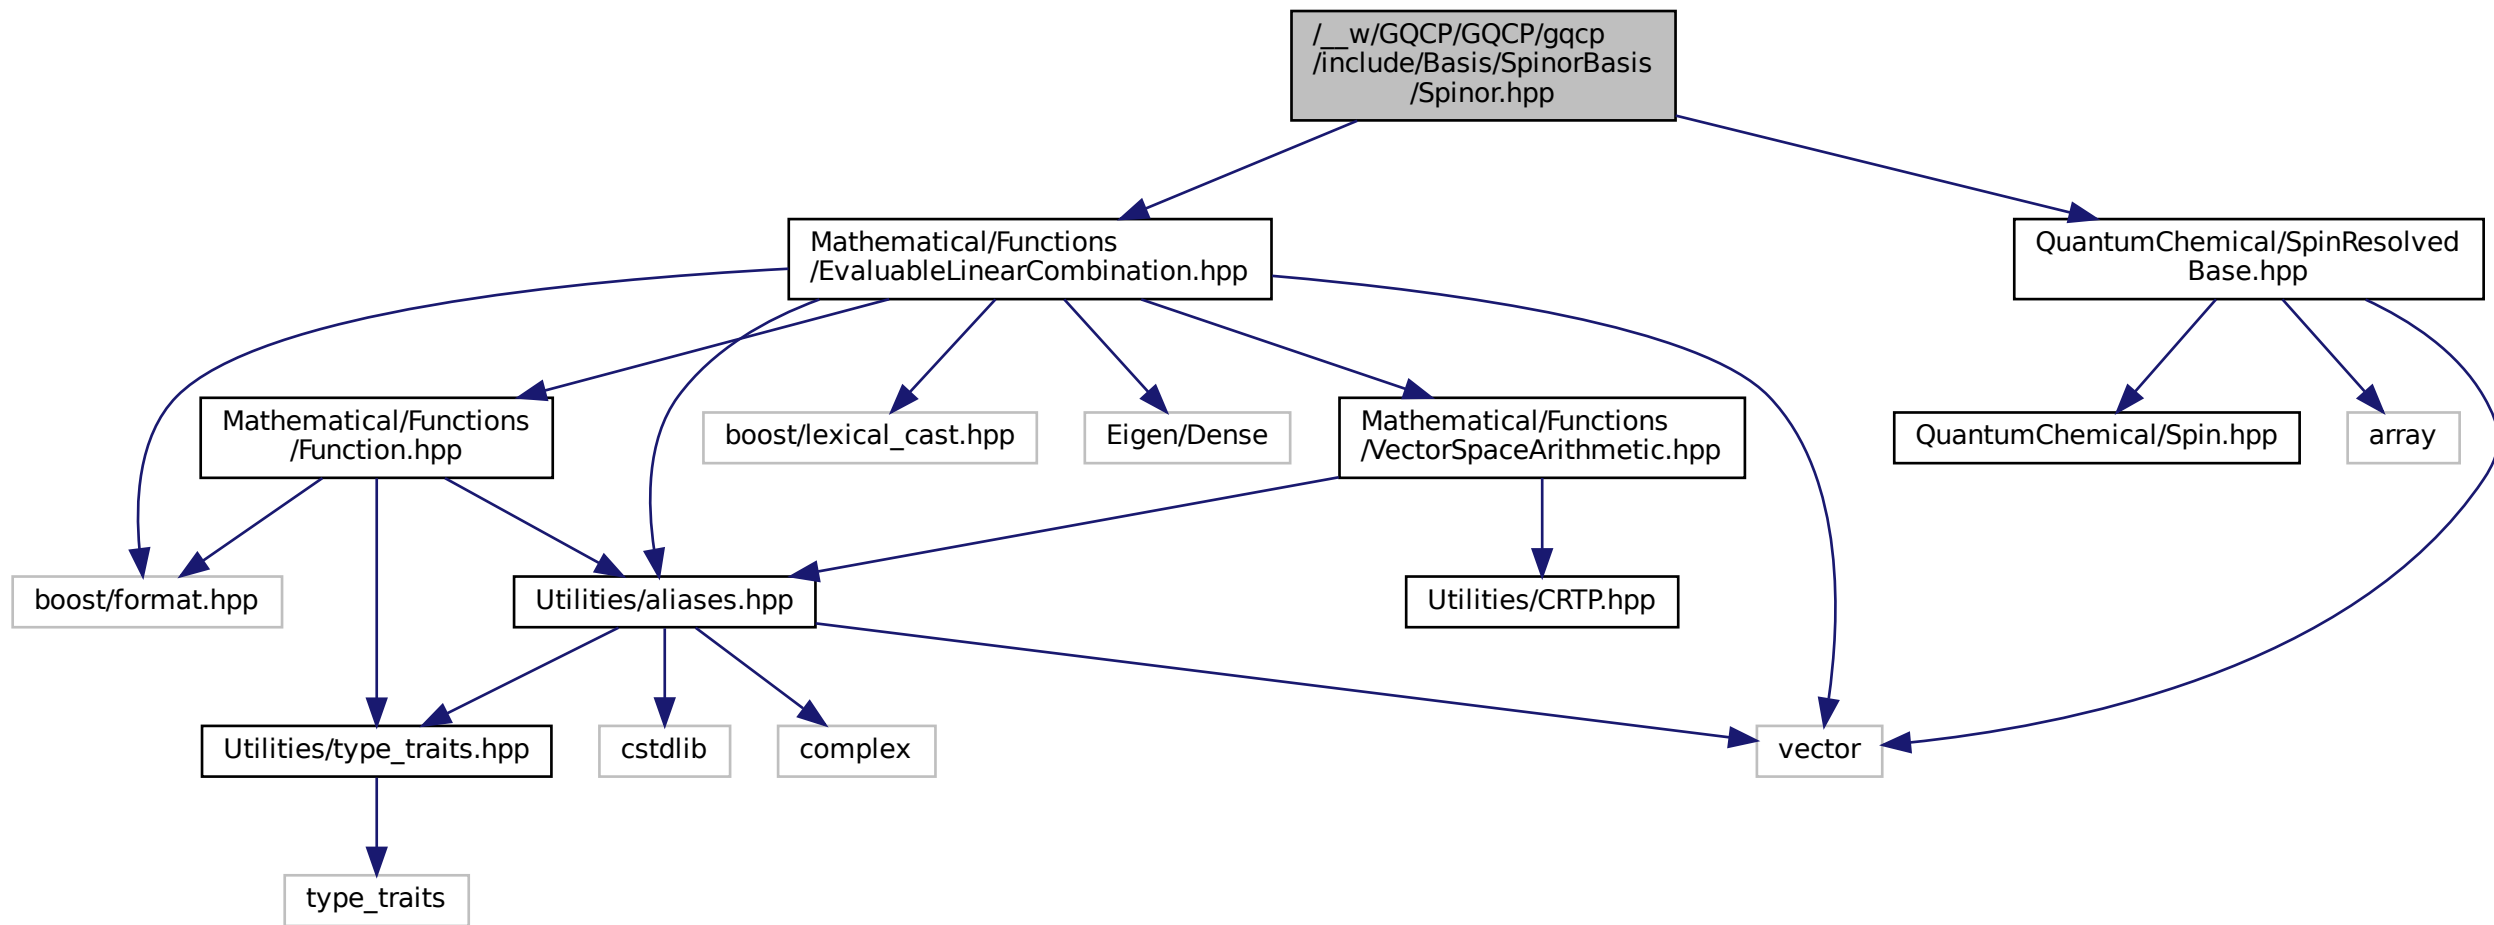 /__w/GQCP/GQCP/gqcp
/include/Basis/SpinorBasis
/Spinor.hpp
Mathematical/Functions
/EvaluableLinearCombination.hpp
QuantumChemical/SpinResolved
Base.hpp
Mathematical/Functions
/Function.hpp
boost/lexical_cast.hpp
Eigen/Dense
Mathematical/Functions
/VectorSpaceArithmetic.hpp
QuantumChemical/Spin.hpp
array
boost/format.hpp
Utilities/aliases.hpp
Utilities/CRTP.hpp
Utilities/type_traits.hpp
cstdlib
complex
vector
type_traits